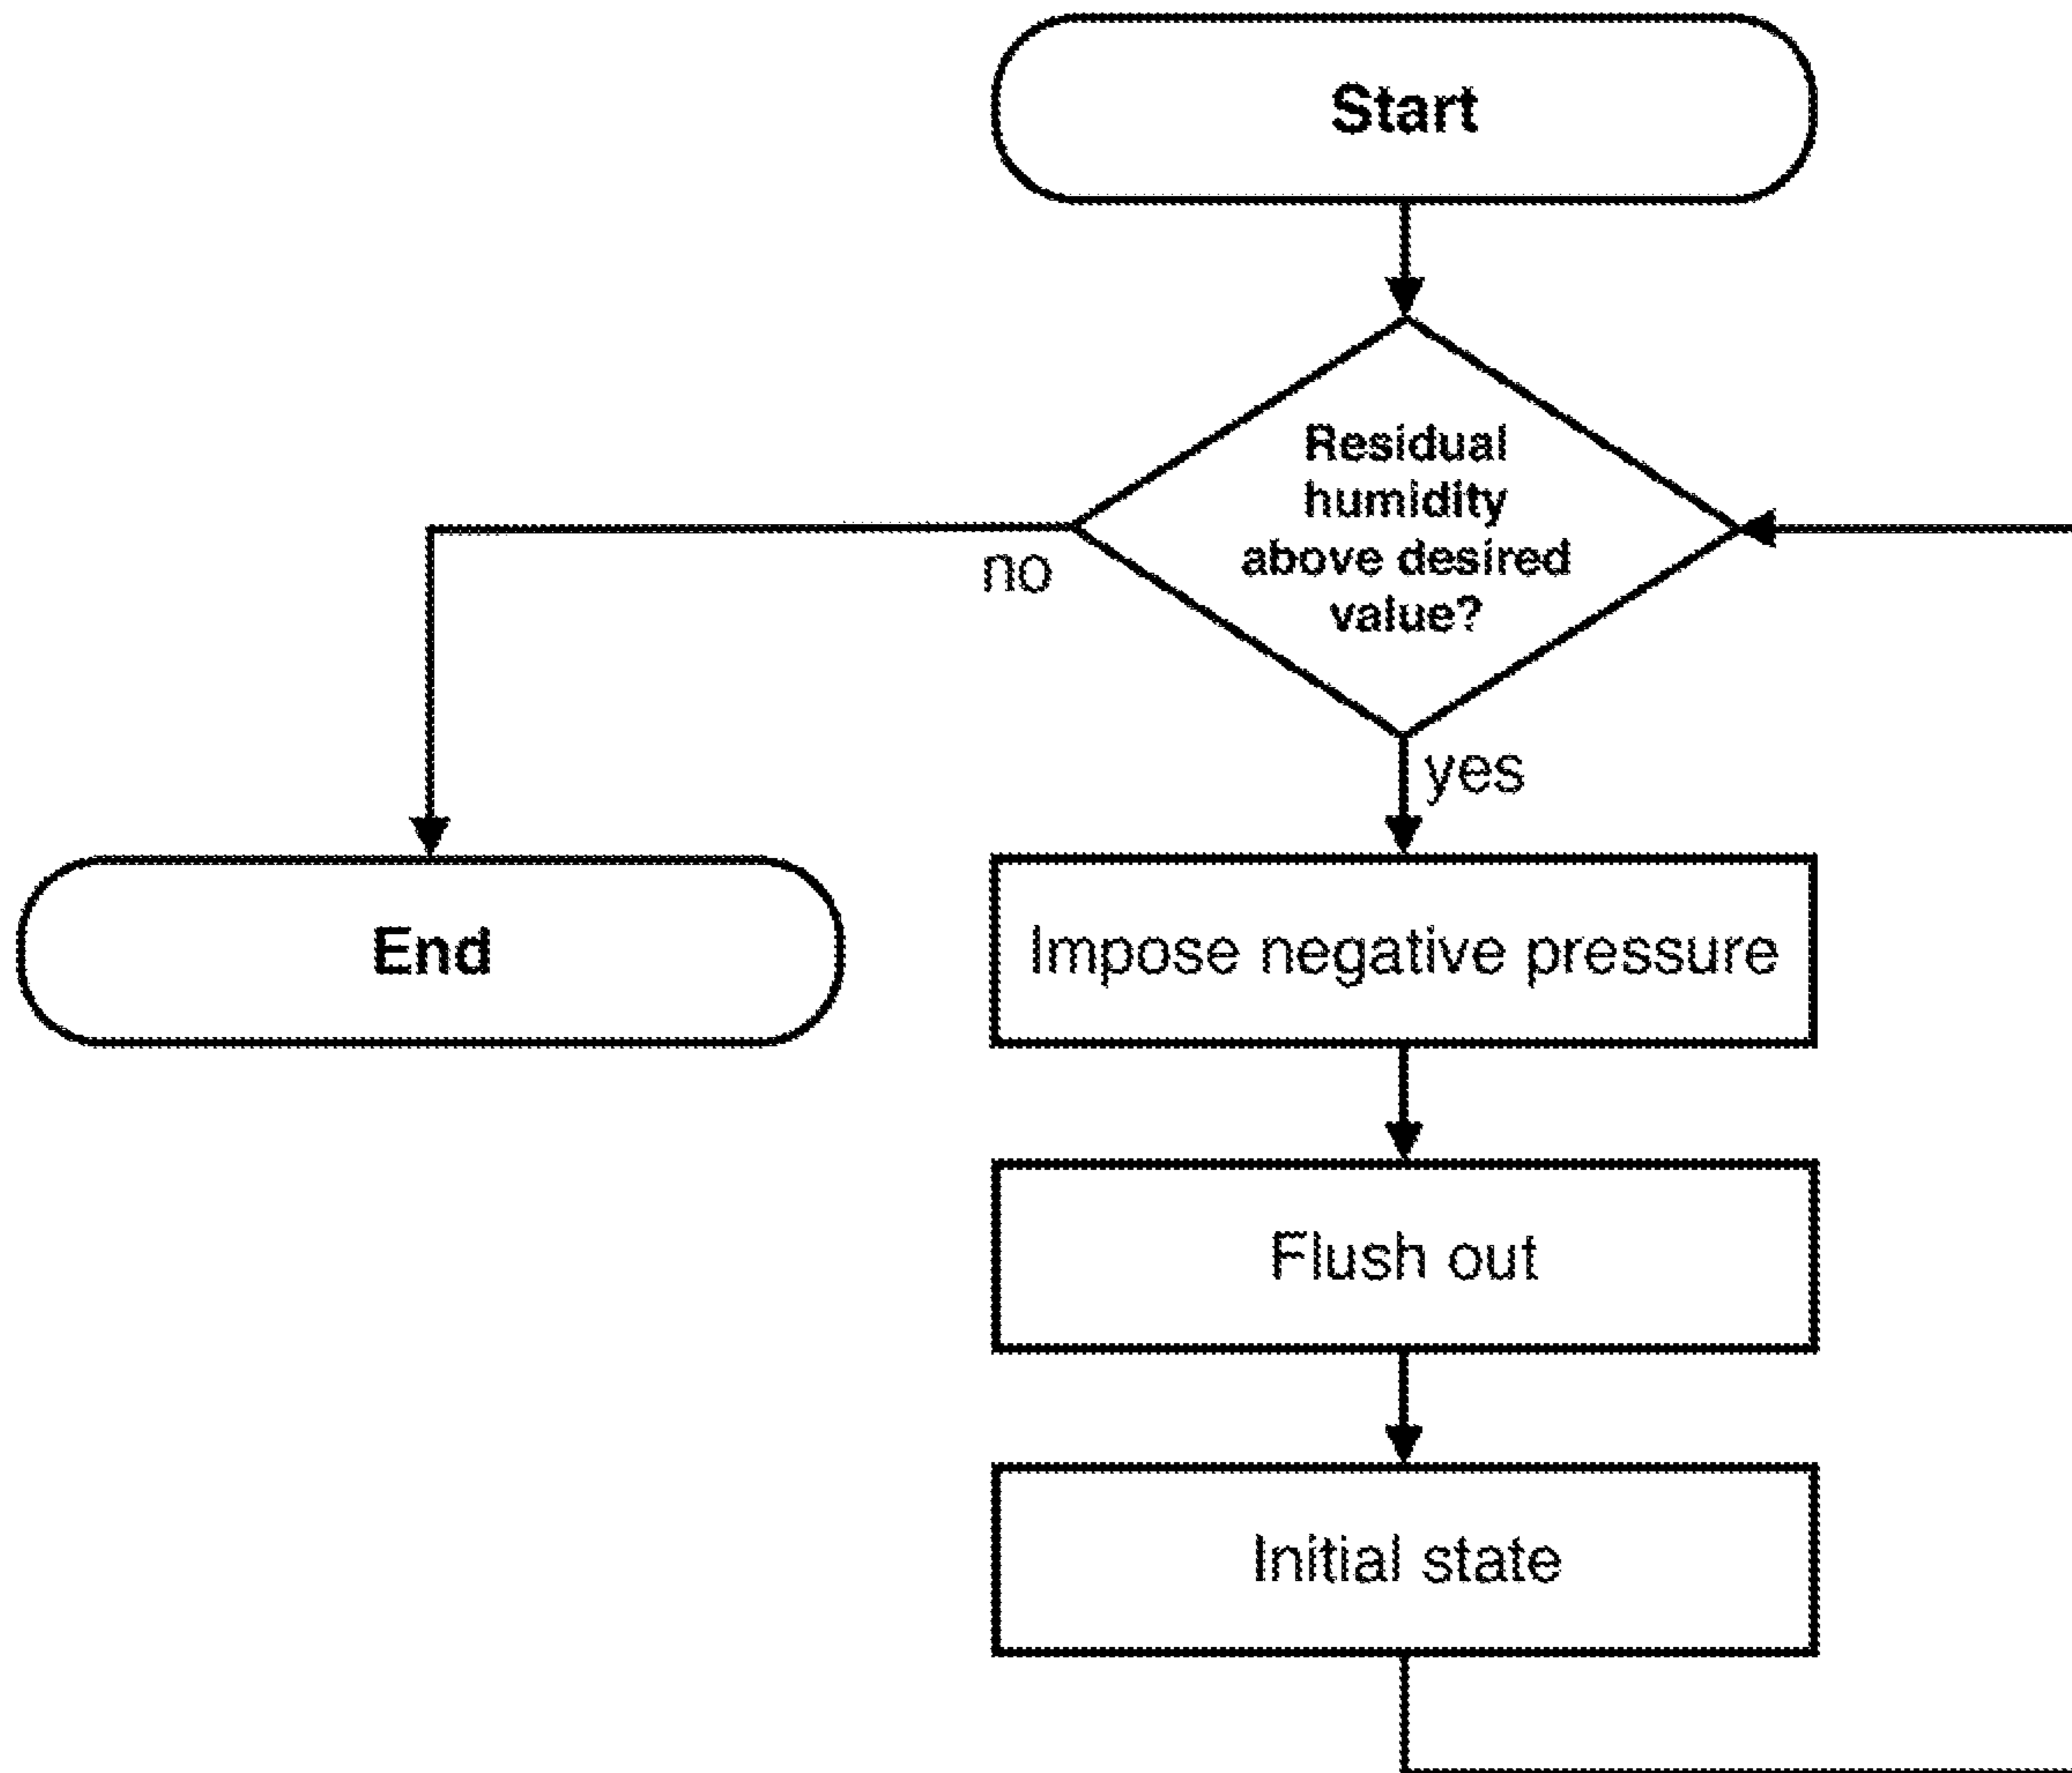 Start
Residual
humidity
above desired
value?
no
yes
End
Impose negative pressure
Flush out
Initial state